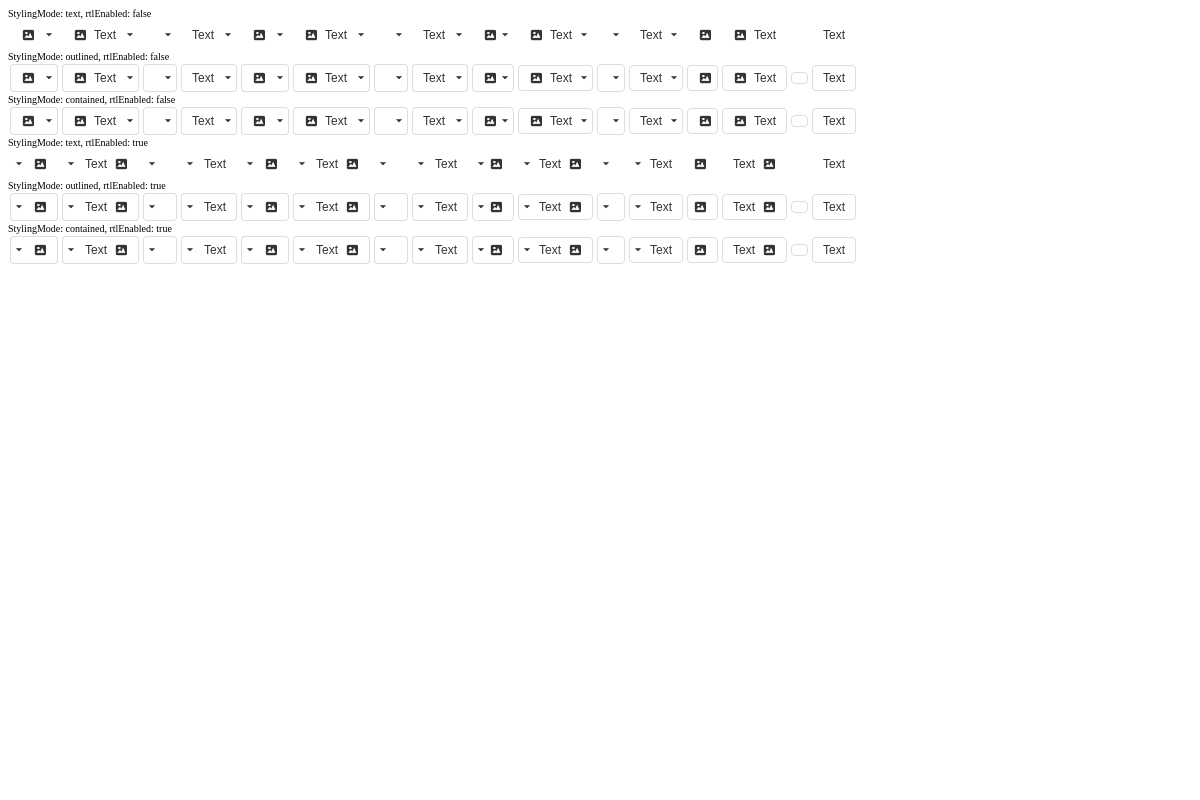 StylingMode: text, rtlEnabled: false
Text Text Text Text Text Text Text Text
StylingMode: outlined, rtlEnabled: false
Text Text Text Text Text Text Text Text
StylingMode: contained, rtlEnabled: false
Text Text Text Text Text Text Text Text
StylingMode: text, rtlEnabled: true
Text Text Text Text Text Text Text Text
StylingMode: outlined, rtlEnabled: true
Text Text Text Text Text Text Text Text
StylingMode: contained, rtlEnabled: true
Text Text Text Text Text Text Text Text